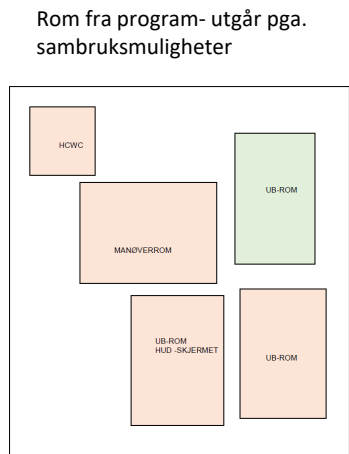 Rom fra program- utgår pga.
sambruksmuligheter
HCWC
UB-ROM
MANØVERROM
UB-ROM
HUD -SKJERMET
UB-ROM